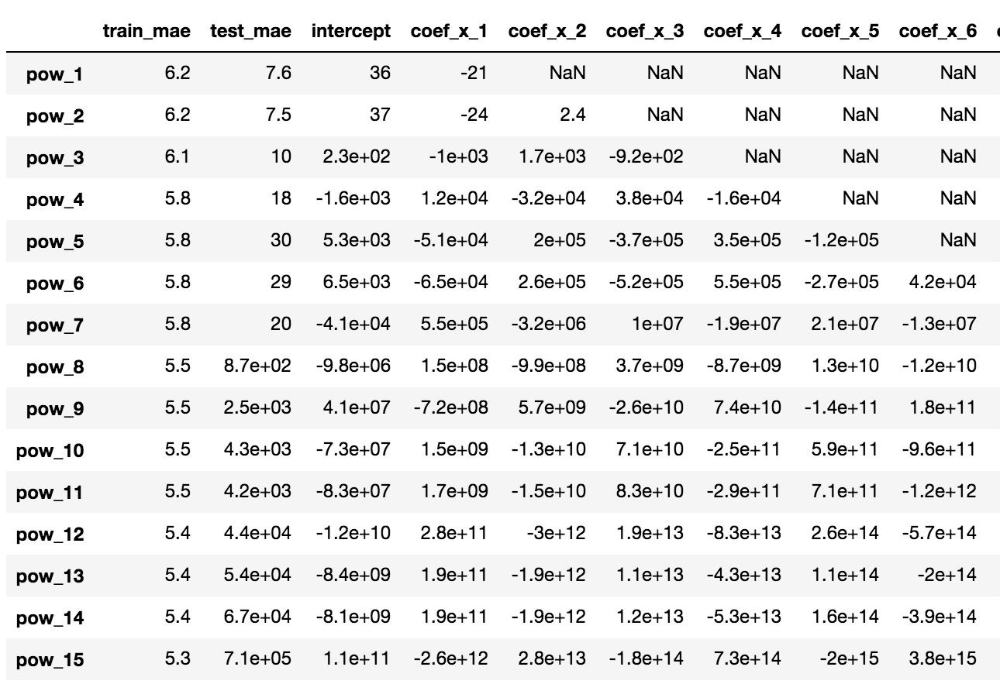 train_mae test_mae intercept coef_x_1 coef_x_2 coef_x_3 coef_x_4 coef_x_5 coef_x_6
pow_1 6.2 7.6 36 -21 NaN NaN NaN NaN NaN
pow_2 6.2 7.5 37 -24 2.4 NaN NaN NaN NaN
pow_3 6.1 10 2.3e+02 -1e+03 1.7e+03 -9.2e+02 NaN NaN NaN
pow_4 5.8 18 -1.6e+03 1.2e+04 -3.2e+04 3.8e+04 -1.6e+04 NaN NaN
pow_5 5.8 30 5.3e+03 -5.1e+04 2e+05 -3.7e+05 3.5e+05 -1.2e+05 NaN
pow_6 5.8 29 6.5e+03 -6.5e+04 2.6e+05 -5.2e+05 5.5e+05 -2.7e+05 4.2e+04
pow_7 5.8 20 -4.1e+04 5.5e+05 -3.2e+06 1e+07 -1.9e+07 2.1e+07 -1.3e+07
pow_8 5.5 8.7e+02 -9.8e+06 1.5e+08 -9.9e+08 3.7e+09 -8.7e+09 1.3e+10 -1.2e+10
pow_9 5.5 2.5e+03 4.1e+07 -7.2e+08 5.7e+09 -2.6e+10 7.4e+10 -1.4e+11 1.8e+11
pow_10 5.5 4.3e+03 -7.3e+07 1.5e+09 -1.3e+10 7.1e+10 -2.5e+11 5.9e+11 -9.6e+11
pow_11 5.5 4.2e+03 -8.3e+07 1.7e+09 -1.5e+10 8.3e+10 -2.9e+11 7.1e+11 -1.2e+12
pow_12 5.4 4.4e+04 -1.2e+10 2.8e+11 -3e+12 1.9e+13 -8.3e+13 2.6e+14 -5.7e+14
pow_13 5.4 5.4e+04 -8.4e+09 1.9e+11 -1.9e+12 1.1e+13 -4.3e+13 1.1e+14 -2e+14
pow_14 5.4 6.7e+04 -8.1e+09 1.9e+11 -1.9e+12 1.2e+13 -5.3e+13 1.6e+14 -3.9e+14
pow_15 5.3 7.1e+05 1.1e+11 -2.6e+12 2.8e+13 -1.8e+14 7.3e+14 -2e+15 3.8e+15